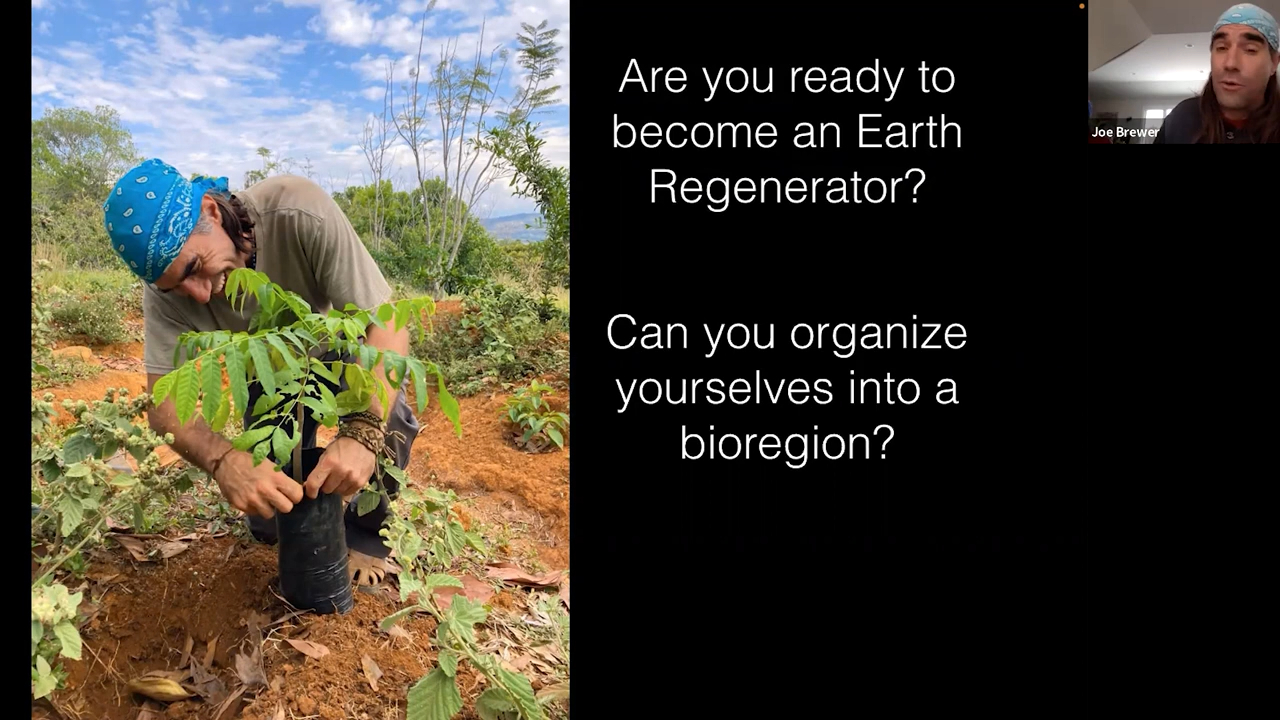 Are you ready to
become an Earth
Regenerator?
Can you organize
yourselves into a
bioregion?
Joe Brewer